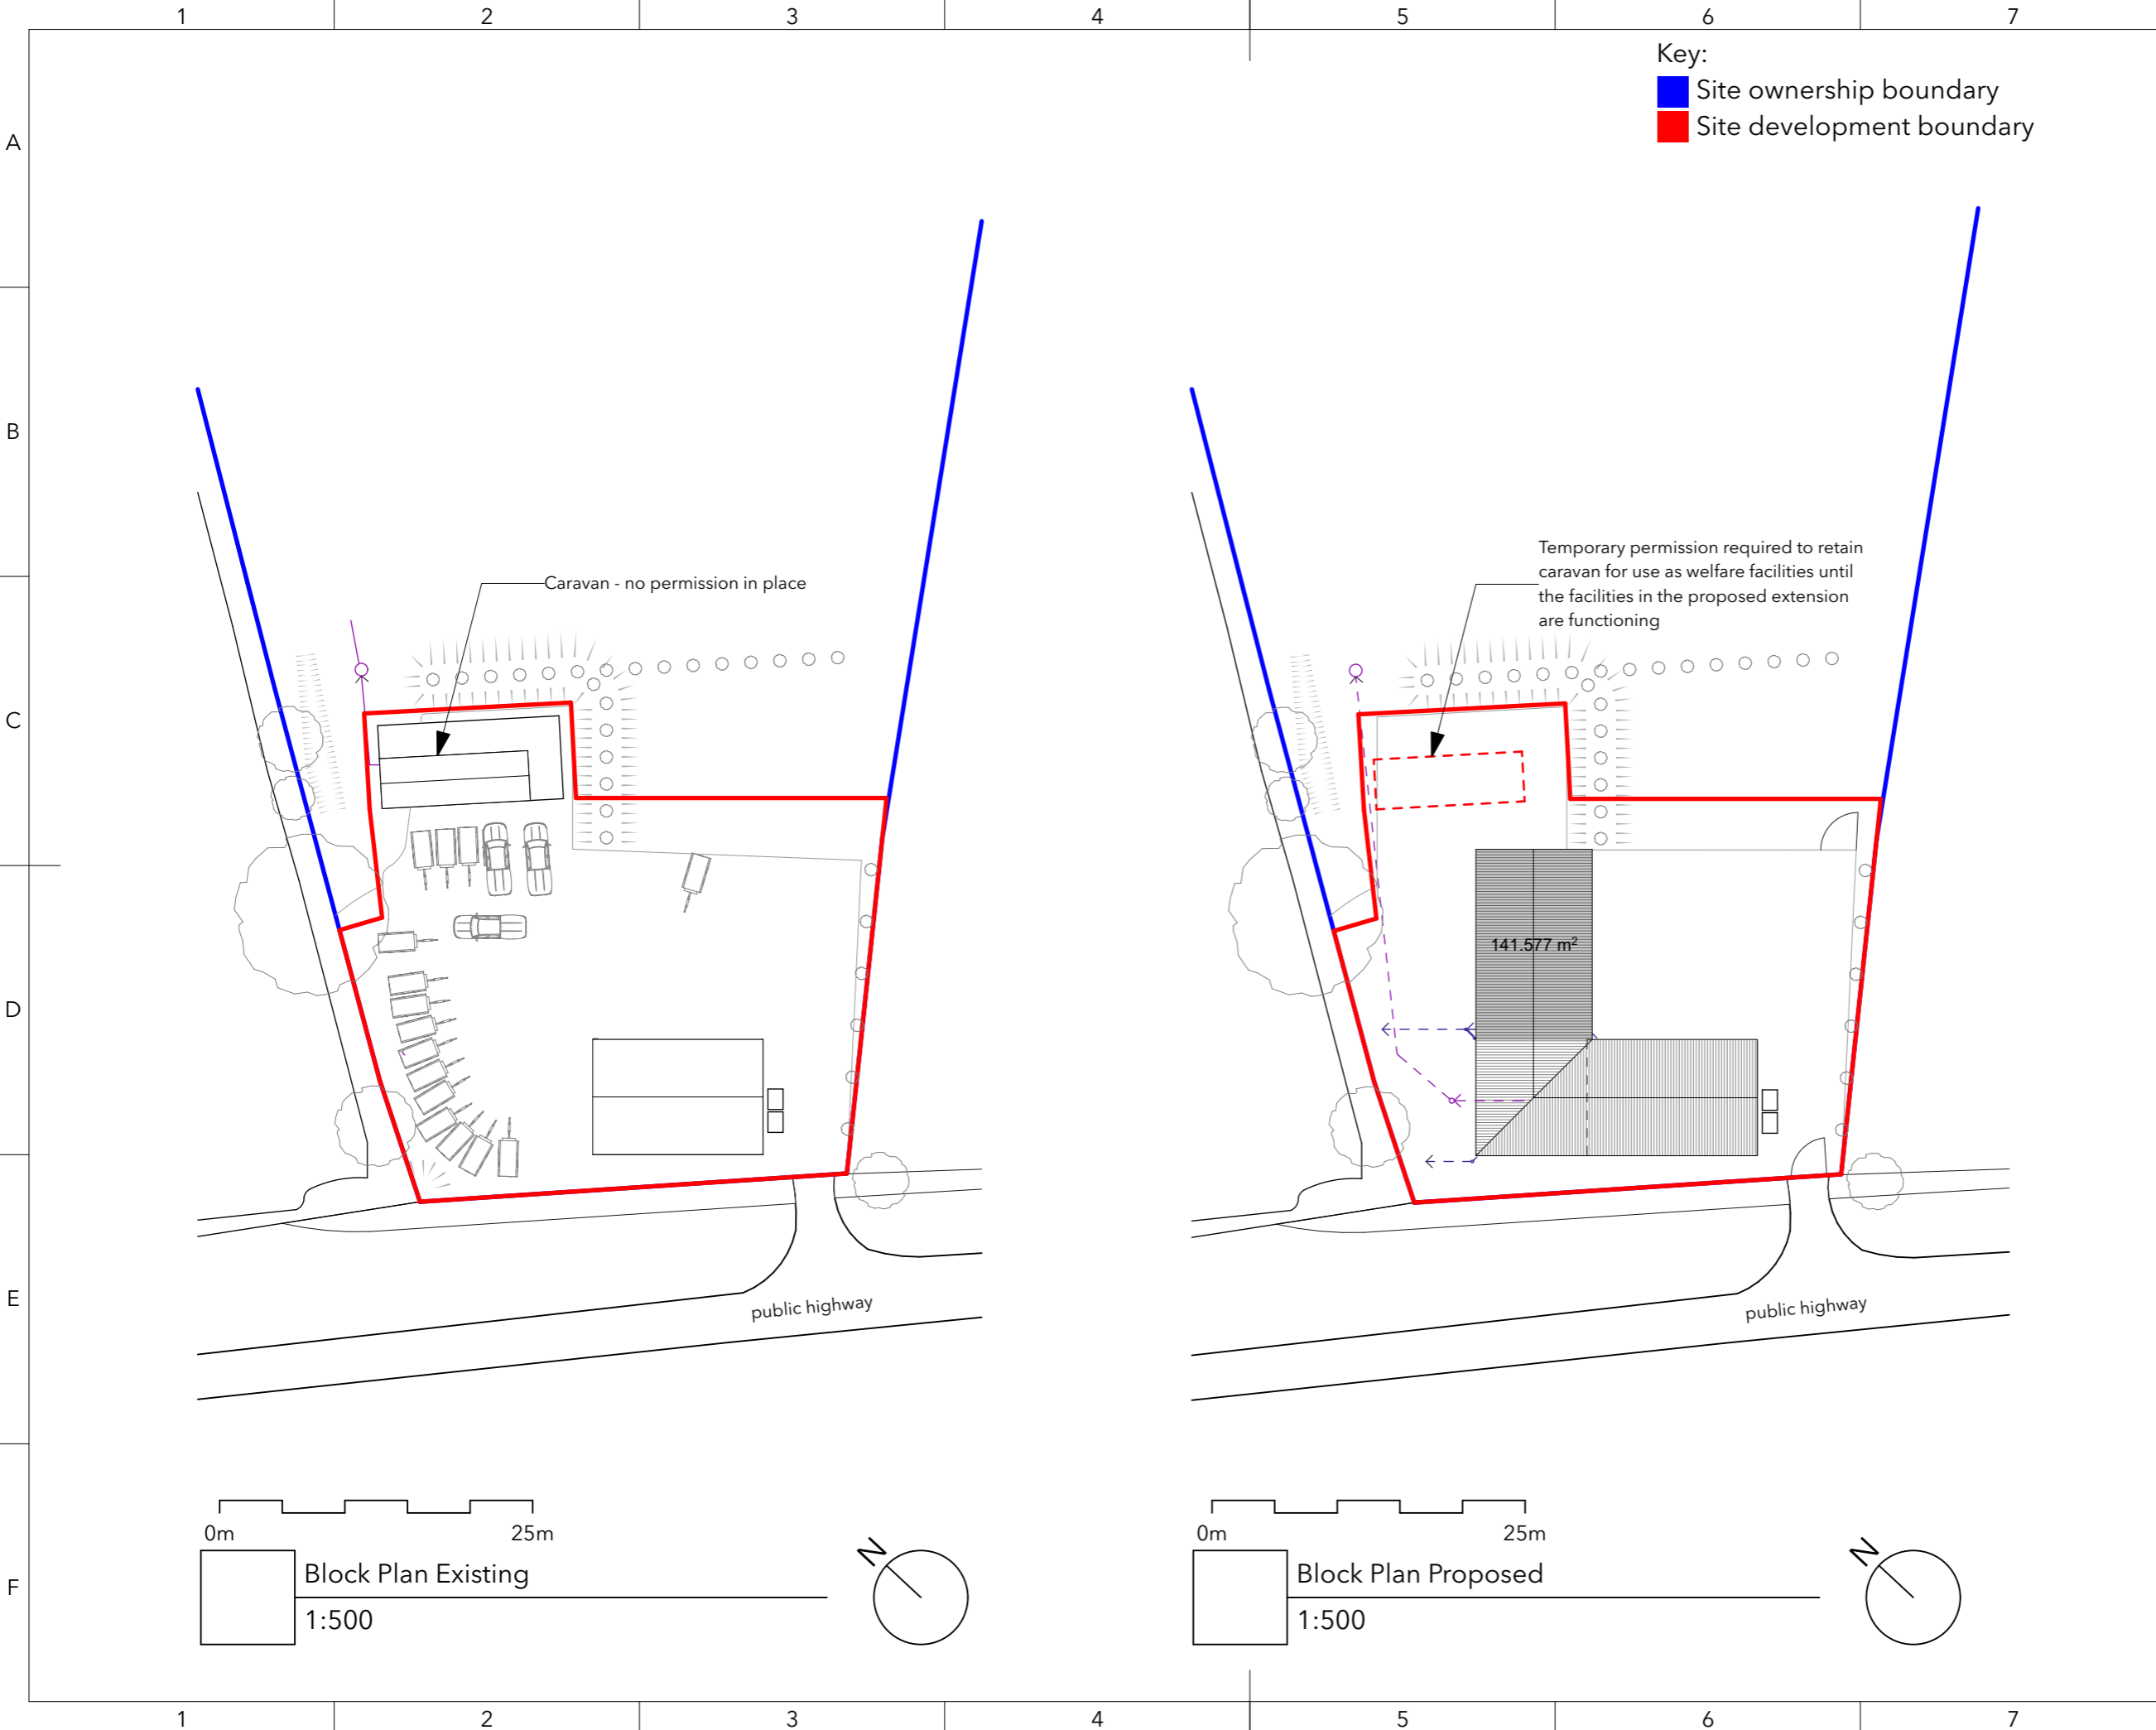 1 2 3 4 5 6 7
Key:
Site ownership boundary
Site development boundary
A
B
C
D
E
F
Caravan - no permission in place
public highway
0m 25m
Block Plan Existing
1:500
N
Temporary permission required to retain
caravan for use as welfare facilities until
the facilities in the proposed extension
are functioning
141.577 m²
public highway
0m 25m
Block Plan Proposed
1:500
N
1 2 3 4 5 6 7